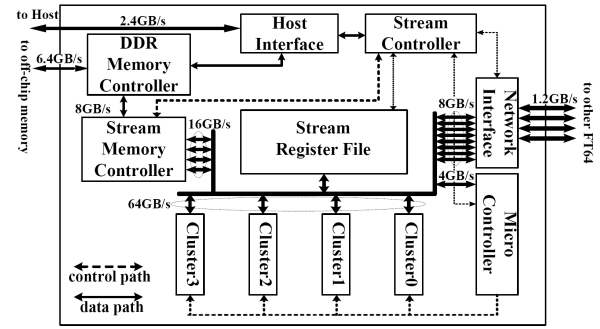 to Host
2.4GB/s
Host
Interface
Stream
Controller
to off-chip memory
6.4GB/s
DDR
Memory
Controller
8GB/s
Stream
Memory
Controller
16GB/s
Stream
Register File
8GB/s
Network
Interface
1.2GB/s
to other FT64
4GB/s
Micro
Controller
64GB/s
Cluster3
Cluster2
Cluster1
Cluster0
control path
data path